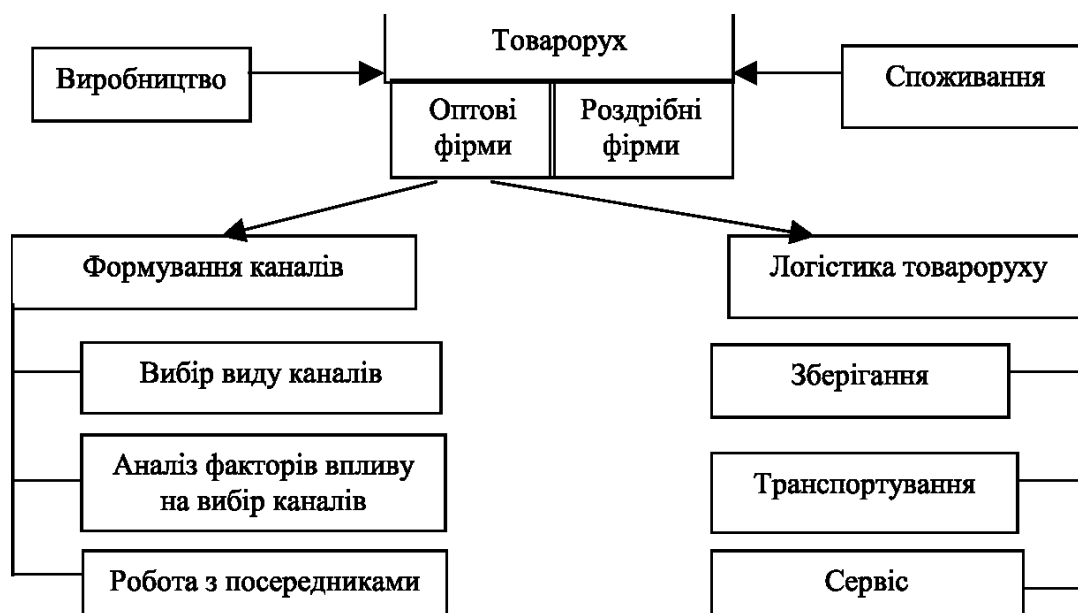 Товарорух
Виробництво
Споживання
Оптові
фірми
Роздрібні
фірми
Формування каналів
Логістика товароруху
Вибір виду каналів
Зберігання
Аналіз факторів впливу
на вибір каналів
Транспортування
Робота з посередниками
Сервіс